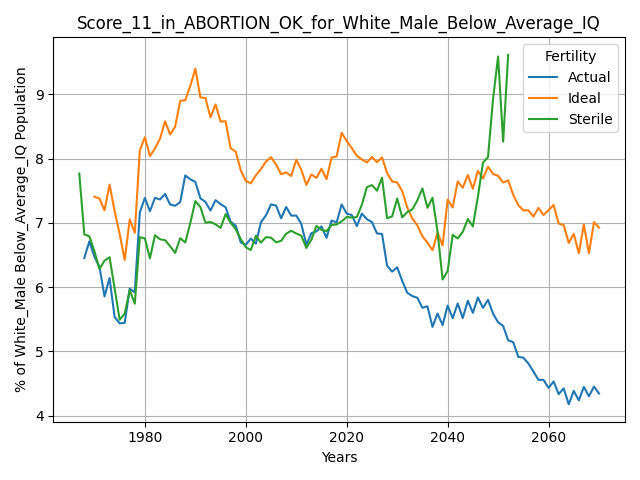 Score_11_in_ABORTION_OK_for_White_Male_Below_Average_IQ
Fertility
Actual
Ideal
Sterile
% of White_Male Below_Average_IQ Population
9
8
7
6
5
4
1980 2000 2020 2040 2060
Years